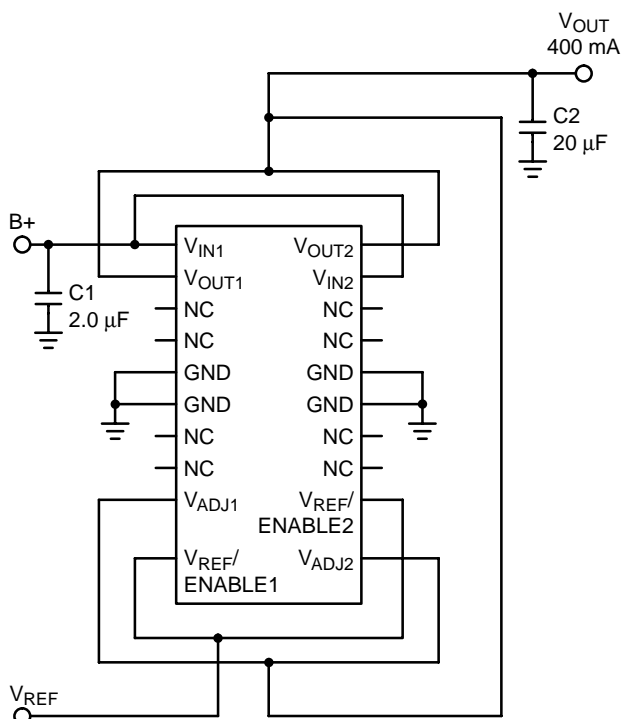 VOUT
400 mA
C2
20 μF
B+
C1
2.0 μF
VIN1
VOUT2
VOUT1
VIN2
NC
NC
NC
NC
GND
GND
GND
GND
NC
NC
NC
NC
VADJ1
VREF/
ENABLE2
VREF/
ENABLE1
VADJ2
VREF